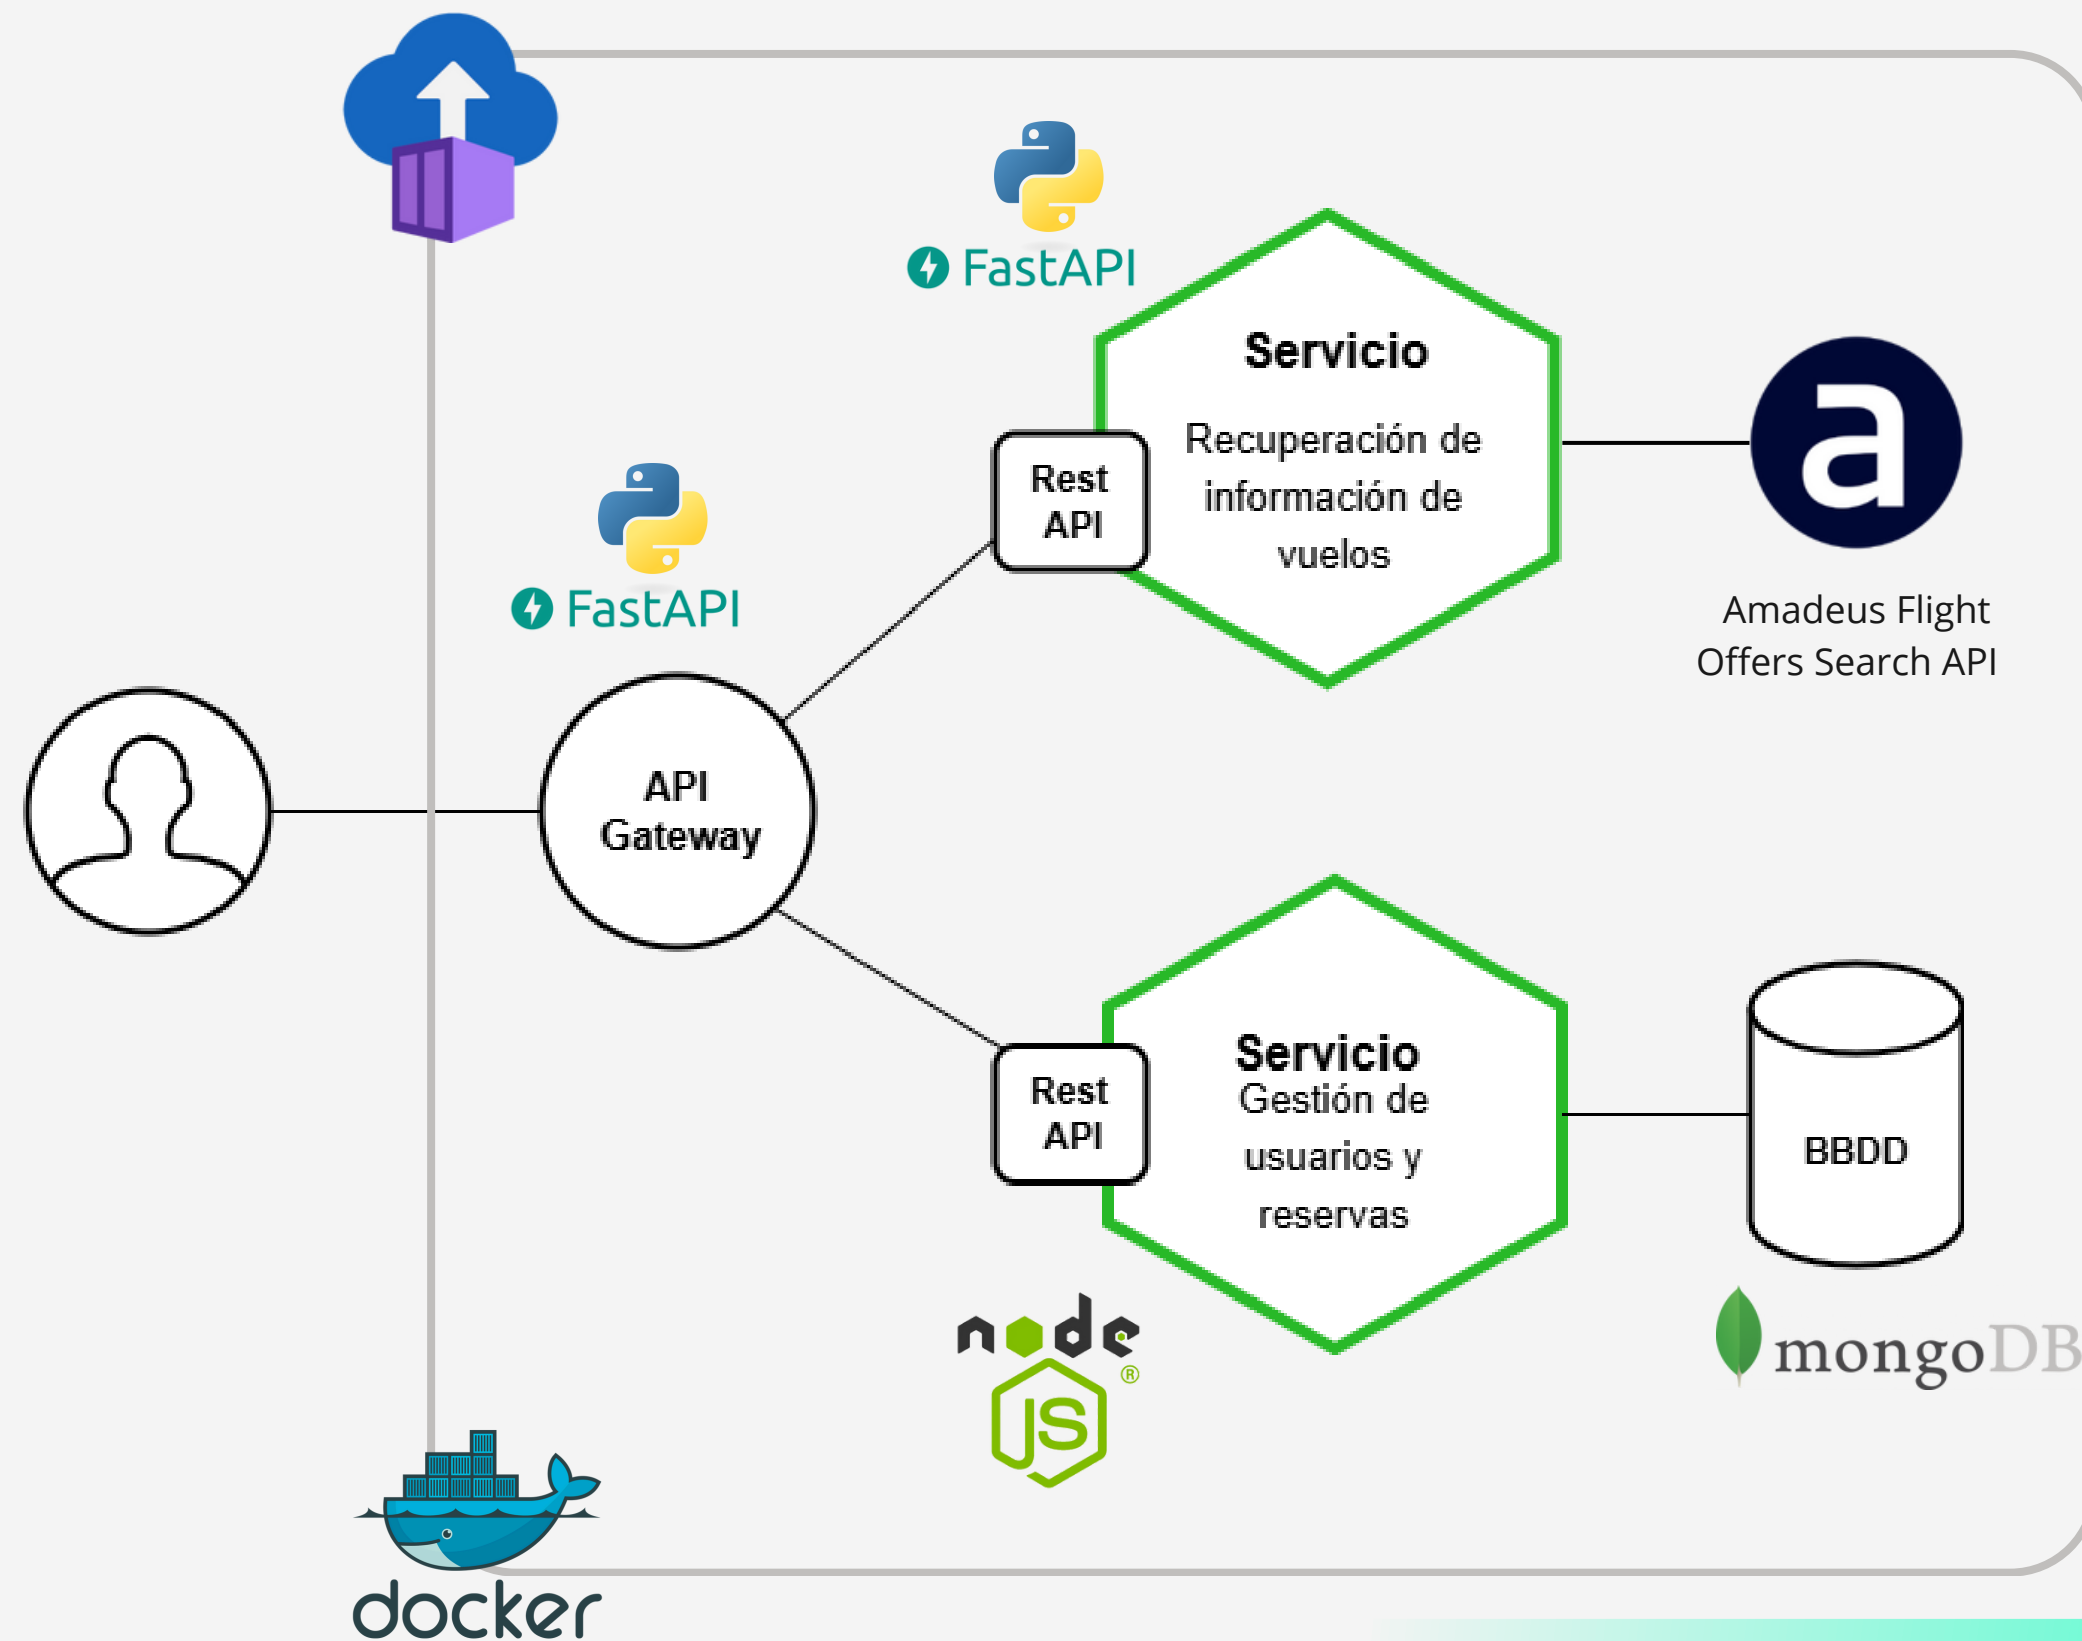 FastAPI
Servicio
Recuperación de
información de
vuelos
Rest
API
Amadeus Flight
Offers Search API
FastAPI
API
Gateway
Servicio
Gestión de
usuarios y
reservas
Rest
API
BBDD
mongoDB
node
JS
®
docker
a